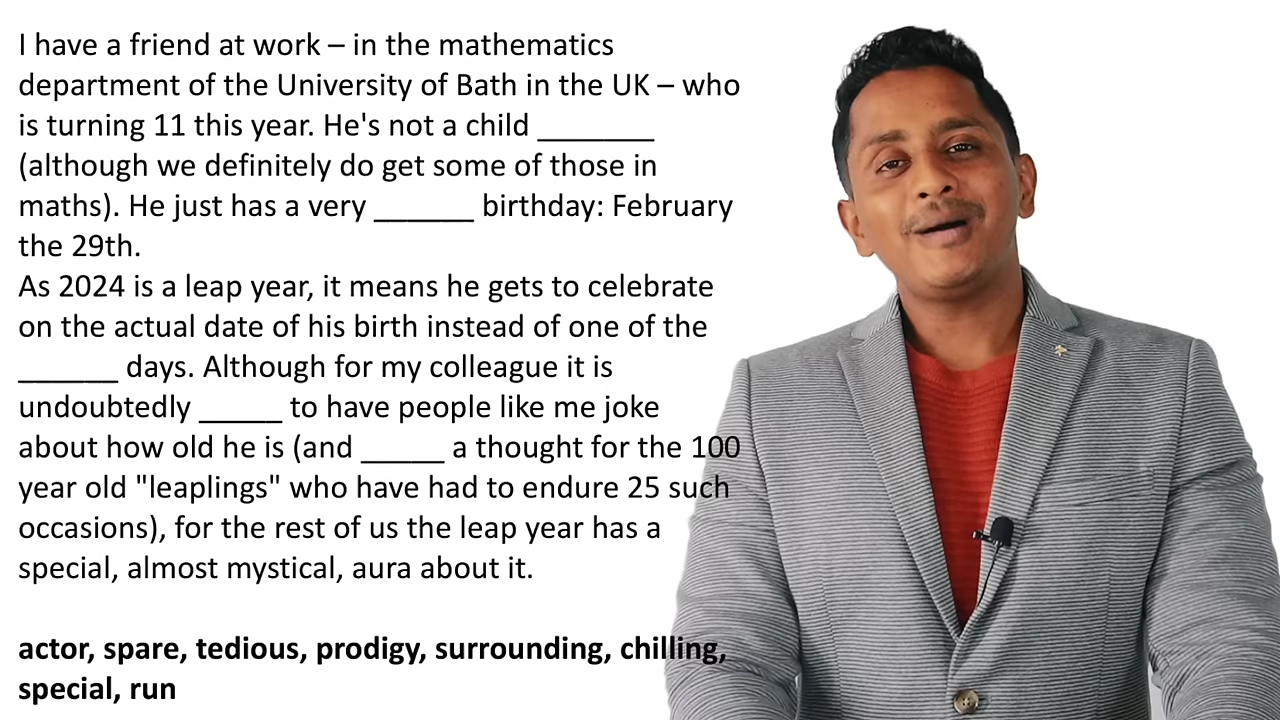 I have a friend at work – in the mathematics
department of the University of Bath in the UK – who
is turning 11 this year. He's not a child _______
(although we definitely do get some of those in
maths). He just has a very ______ birthday: February
the 29th.
As 2024 is a leap year, it means he gets to celebrate
on the actual date of his birth instead of one of the
______ days. Although for my colleague it is
undoubtedly _____ to have people like me joke
about how old he is (and _____ a thought for the 100
year old "leaplings" who have had to endure 25 such
occasions), for the rest of us the leap year has a
special, almost mystical, aura about it.
actor, spare, tedious, prodigy, surrounding, chilling,
special, run